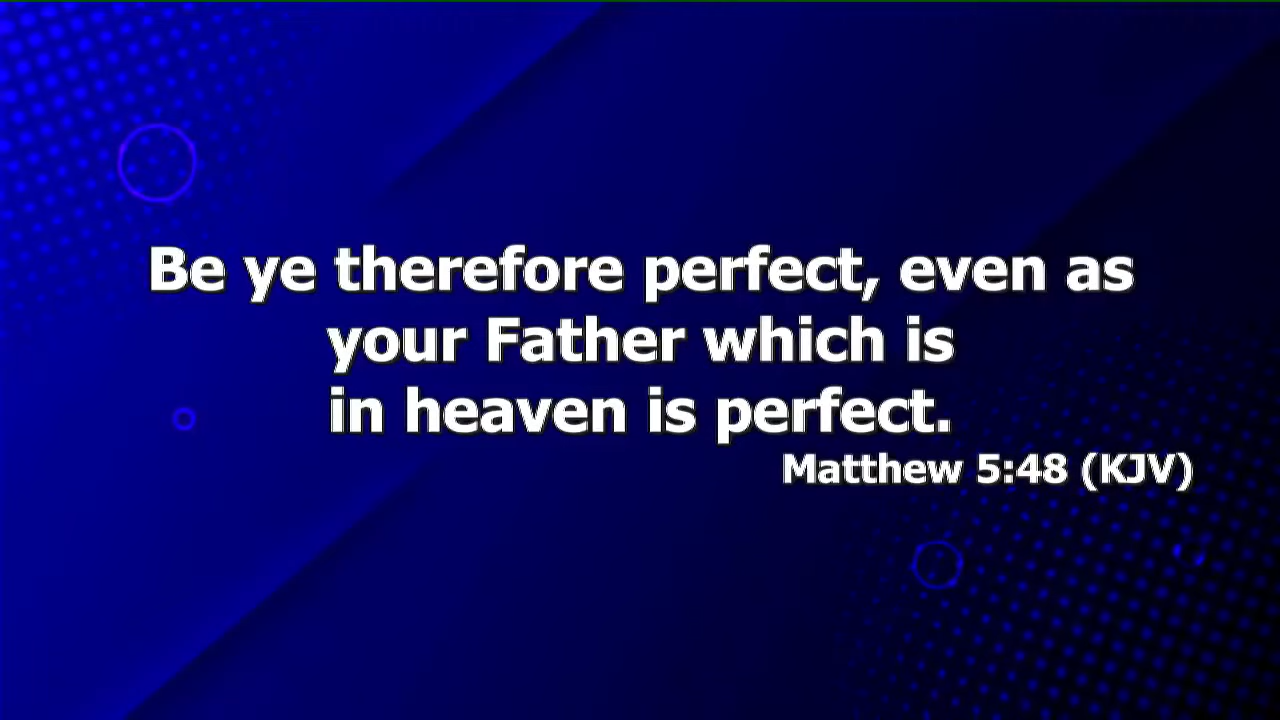 Be ye therefore perfect, even as
your Father which is
in heaven is perfect.
Matthew 5:48 (KJV)